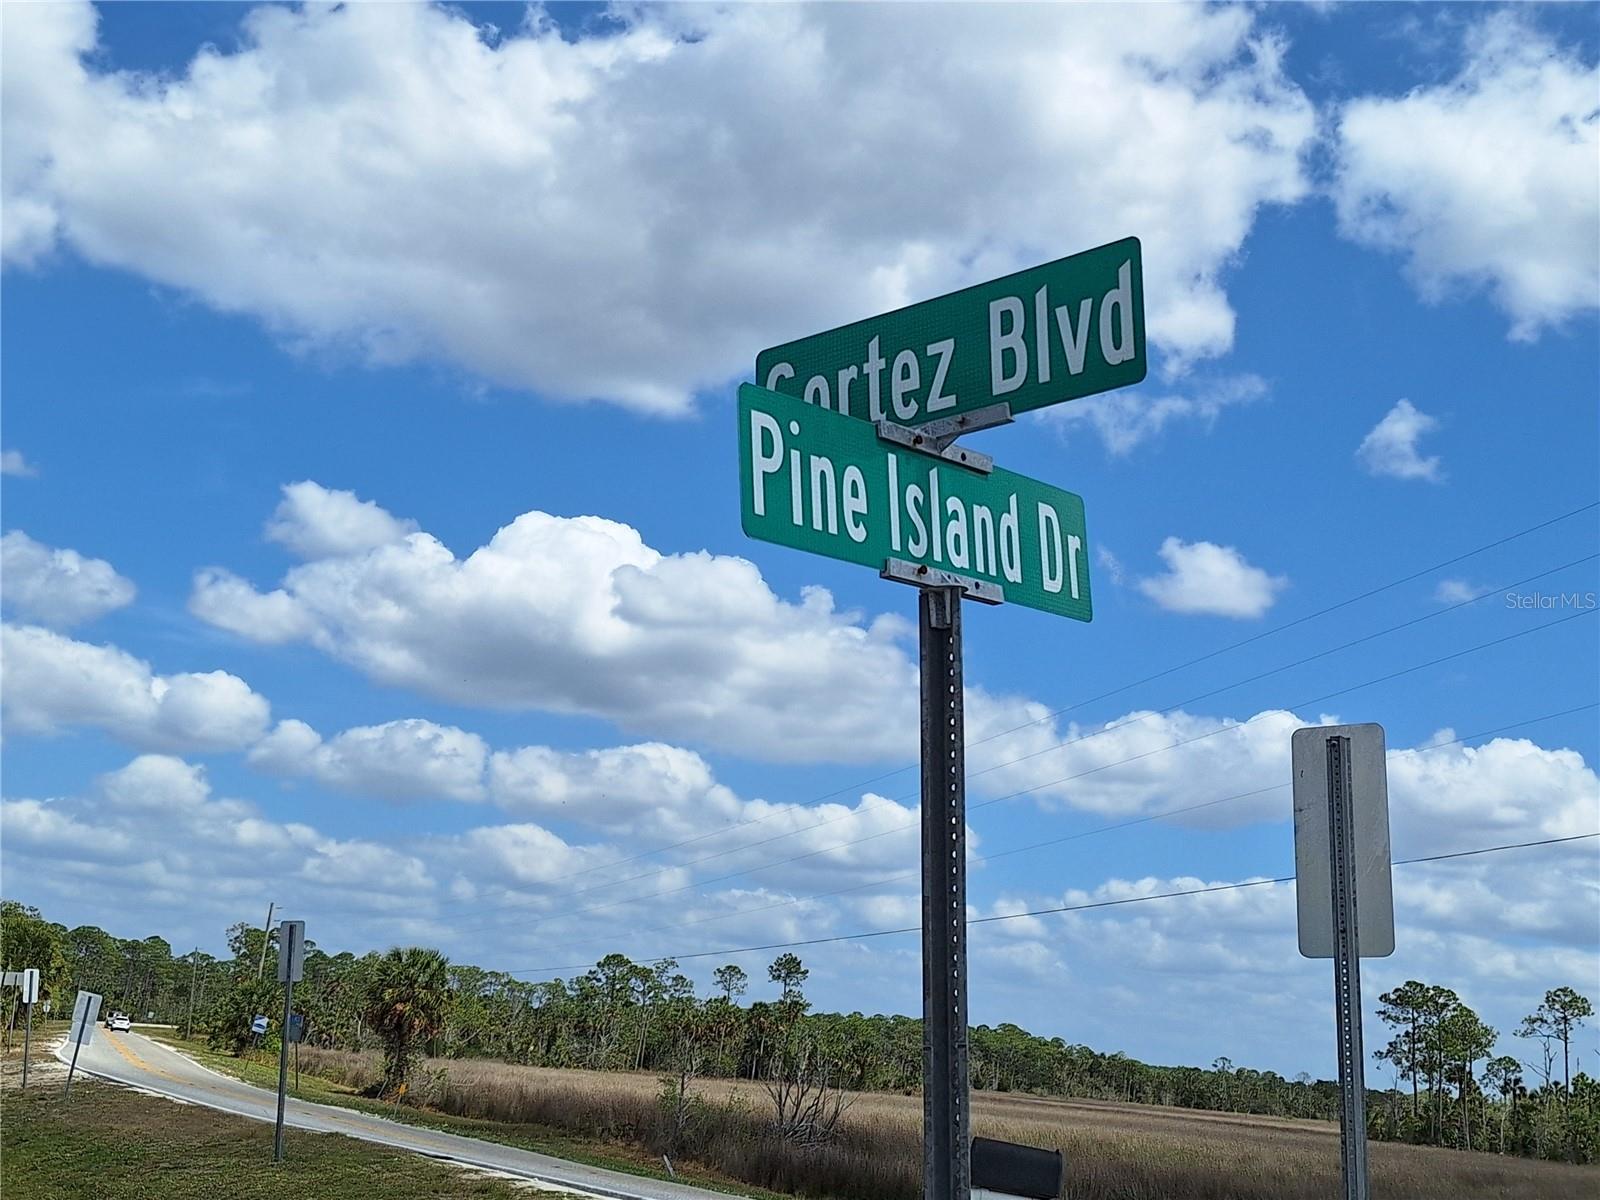 Cortez Blvd
Pine Island Dr
StellarMLS